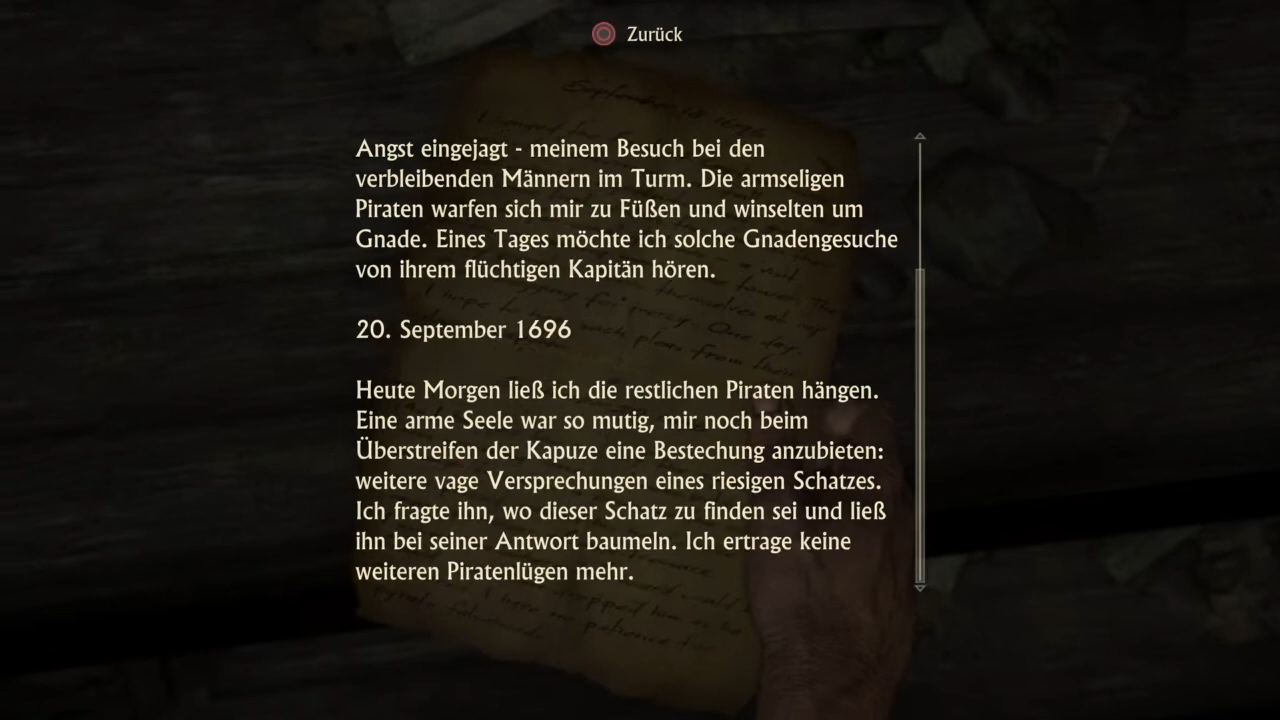 Zurück
Angst eingejagt - meinem Besuch bei den
verbleibenden Männern im Turm. Die armseligen
Piraten warfen sich mir zu Füßen und winselten um
Gnade. Eines Tages möchte ich solche Gnadengesuche
von ihrem flüchtigen Kapitän hören.
20. September 1696
Heute Morgen ließ ich die restlichen Piraten hängen.
Eine arme Seele war so mutig, mir noch beim
Überstreifen der Kapuze eine Bestechung anzubieten:
weitere vage Versprechungen eines riesigen Schatzes.
Ich fragte ihn, wo dieser Schatz zu finden sei und ließ
ihn bei seiner Antwort baumeln. Ich ertrage keine
weiteren Piratenlügen mehr.